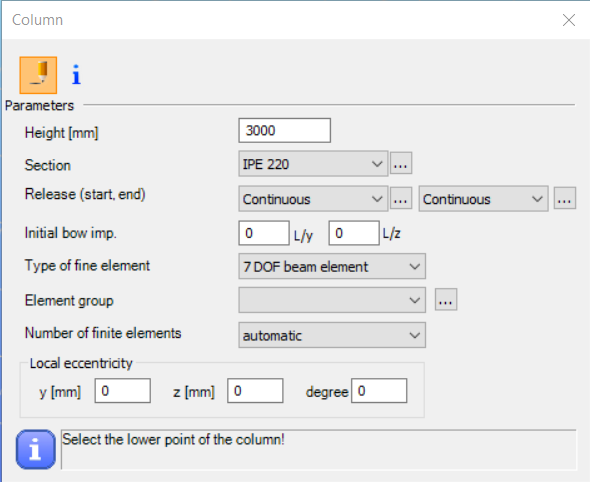 Column
Parameters
Height [mm] 3000
Section IPE 220 ...
Release (start, end) Continuous ... Continuous ...
Initial bow imp. 0 L/y 0 L/z
Type of fine element 7 DOF beam element
Element group ...
Number of finite elements automatic
Local eccentricity
y [mm] 0 z [mm] 0 degree 0
Select the lower point of the column!